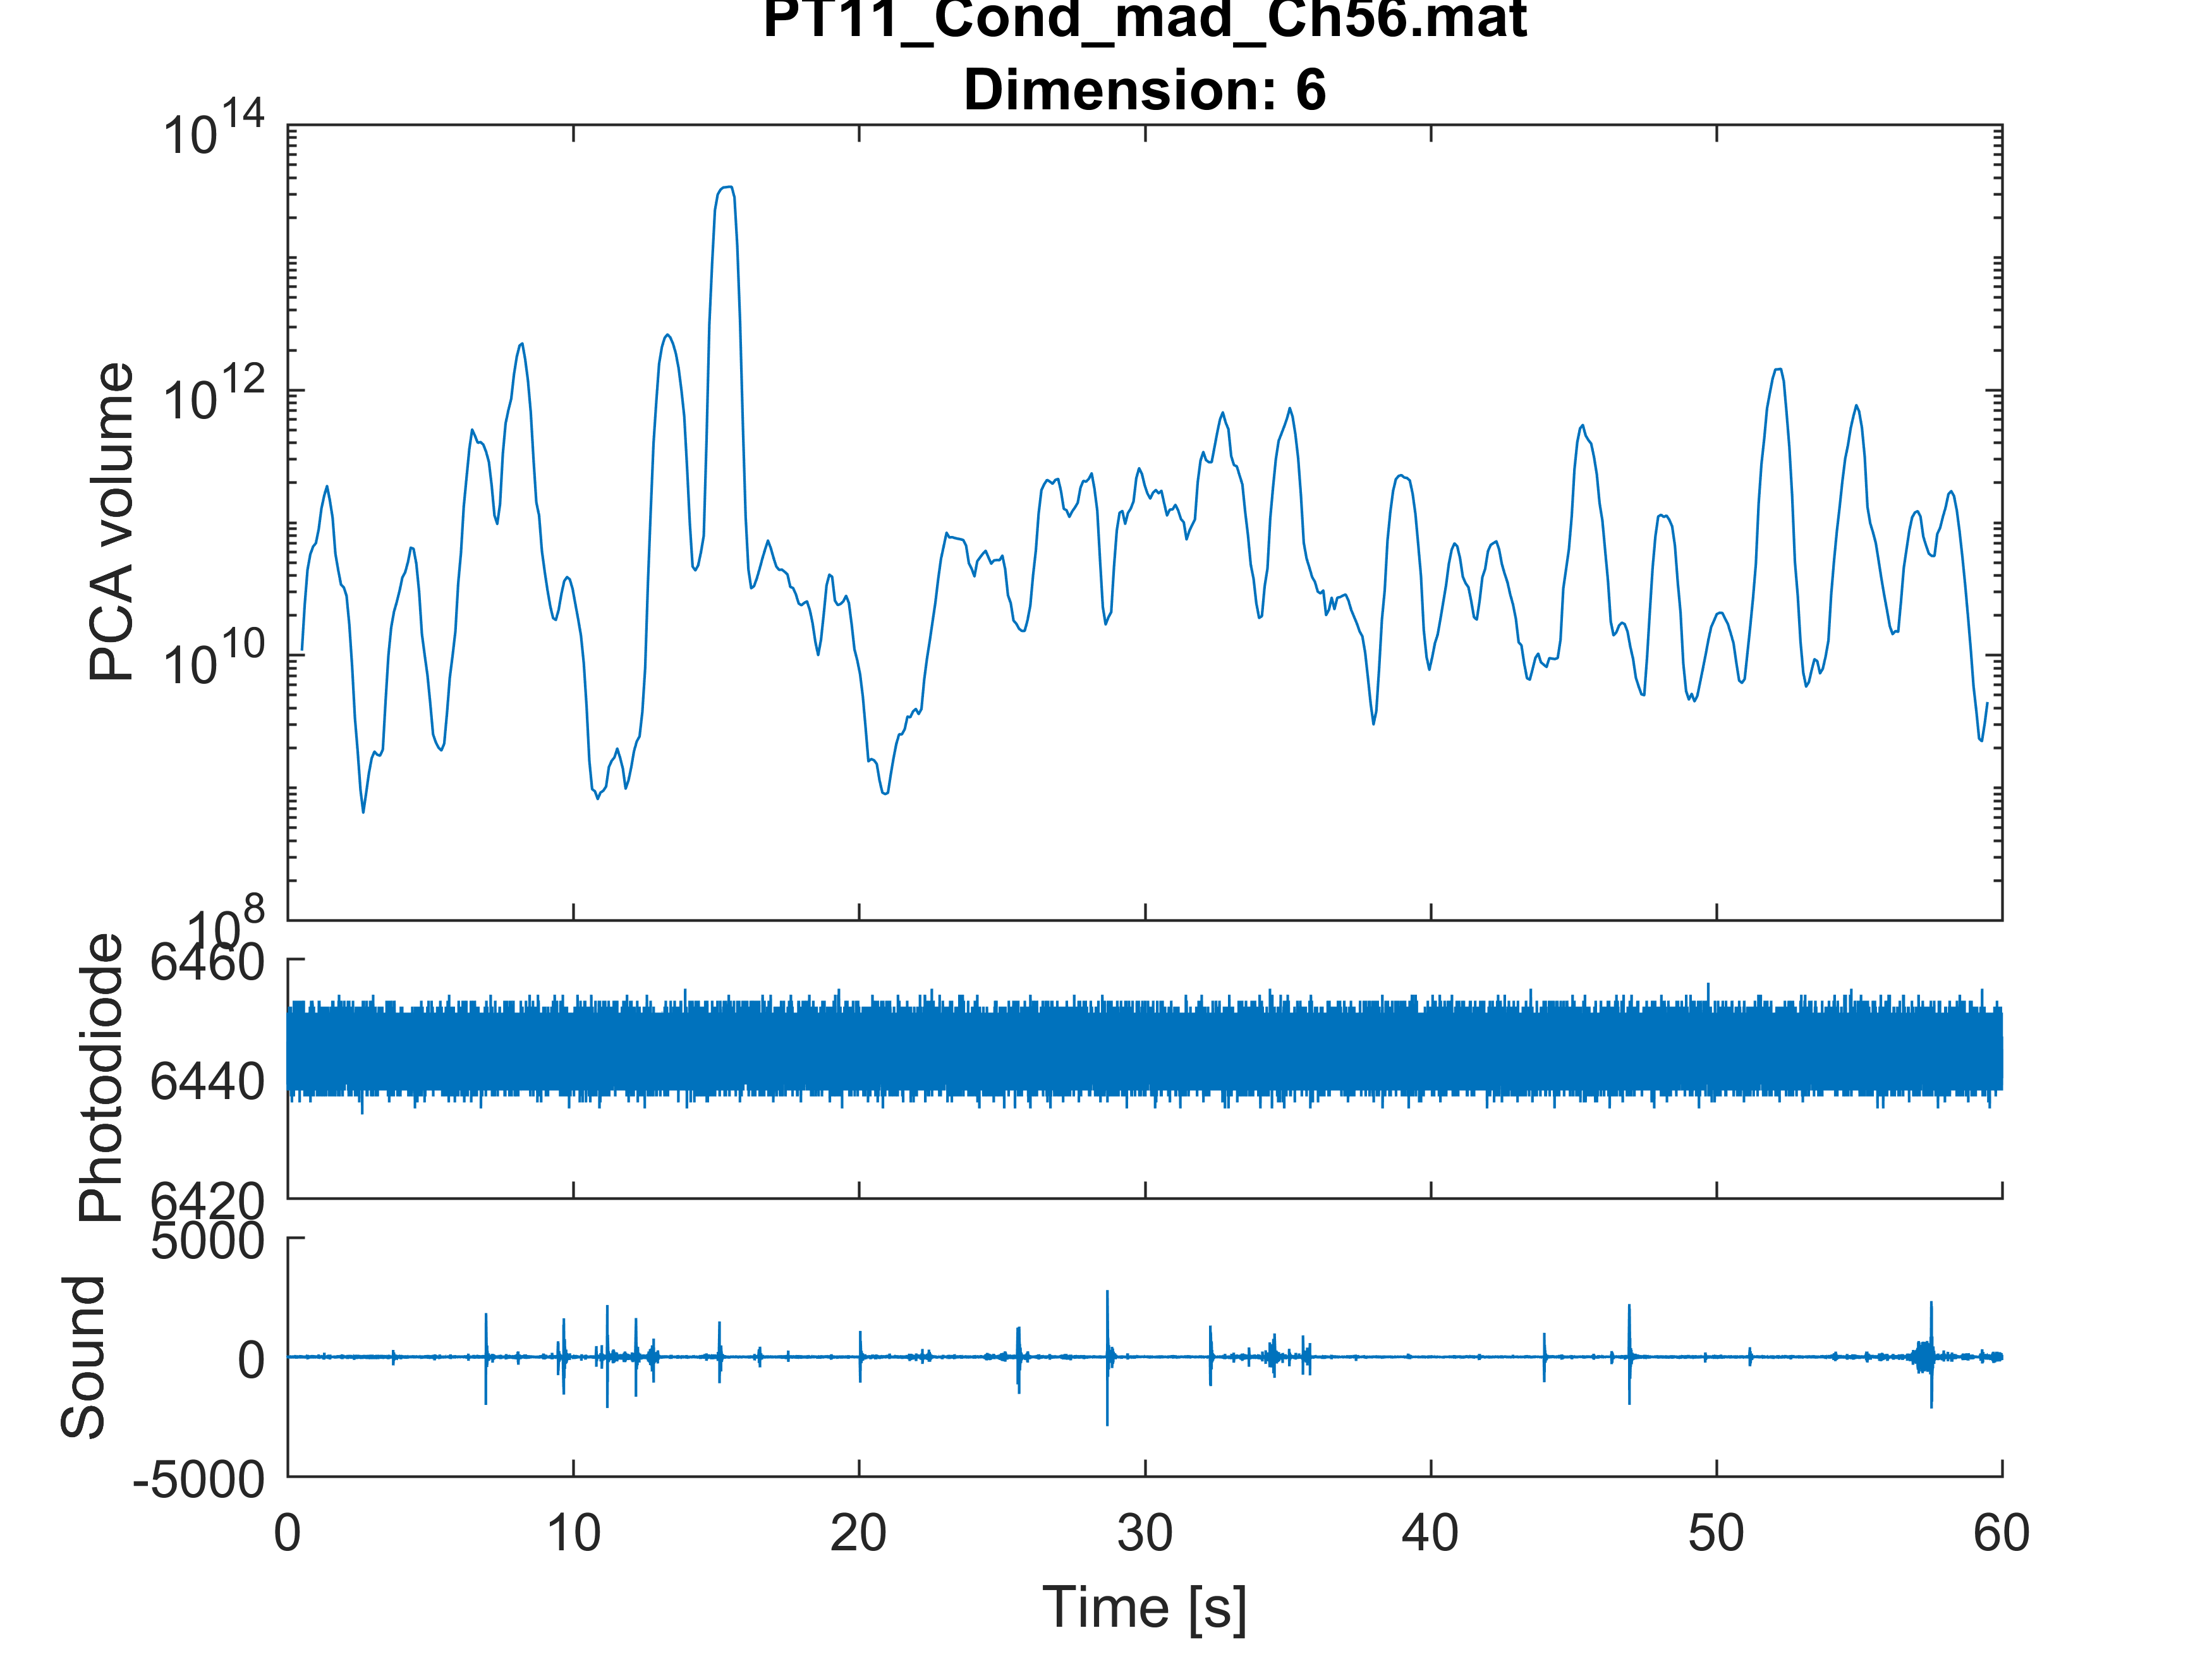 PT11_Cond_mad_Ch56.mat
Dimension: 6
10^14
10^12
10^10
10^8
PCA volume
6460
6440
6420
Photodiode
5000
0
-5000
Sound
0 10 20 30 40 50 60
Time [s]